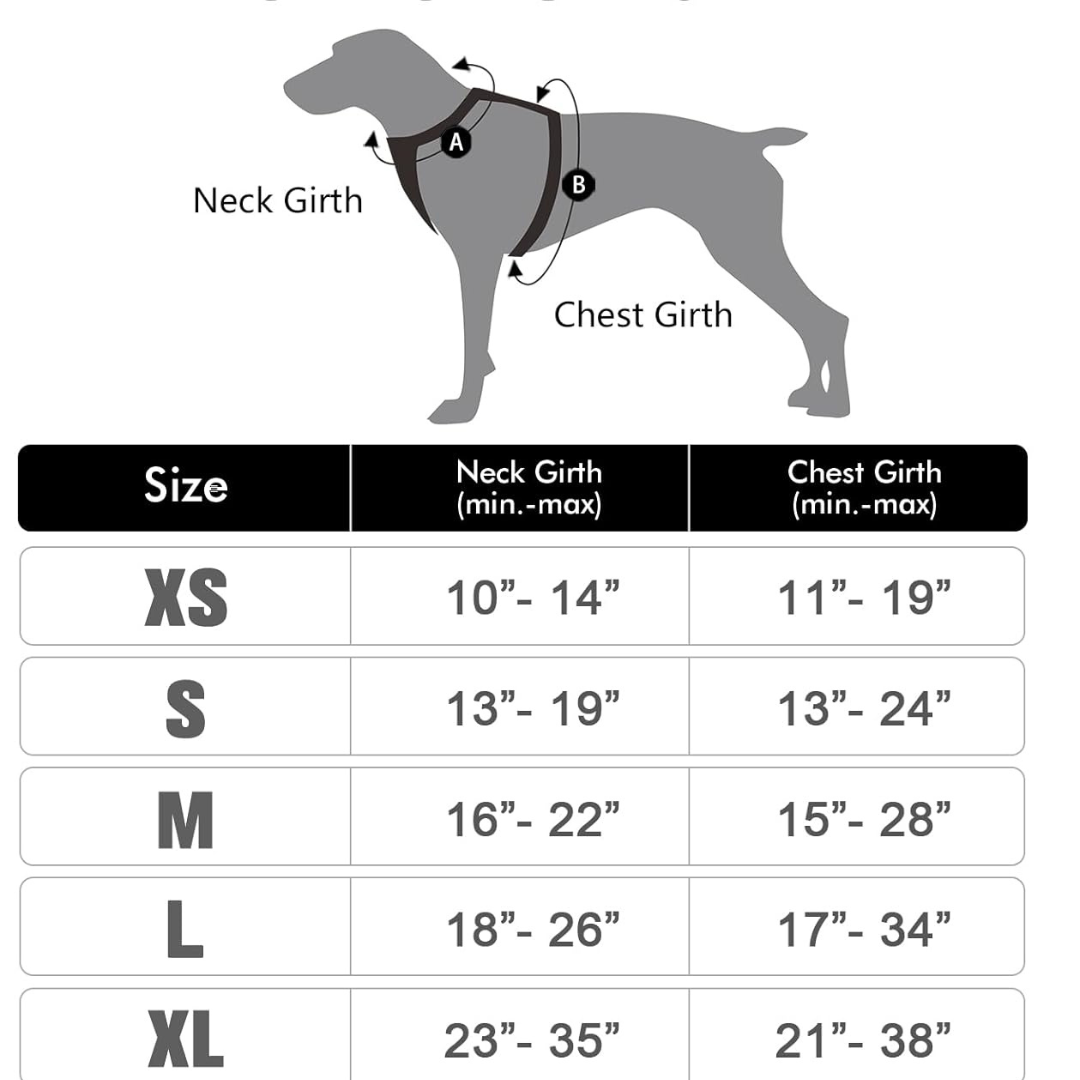 A
B
Neck Girth
Chest Girth
Size
Neck Girth
(min.-max)
Chest Girth
(min.-max)
XS
10”- 14”
11”- 19”
S
13”- 19”
13”- 24”
M
16”- 22”
15”- 28”
L
18”- 26”
17”- 34”
XL
23”- 35”
21”- 38”